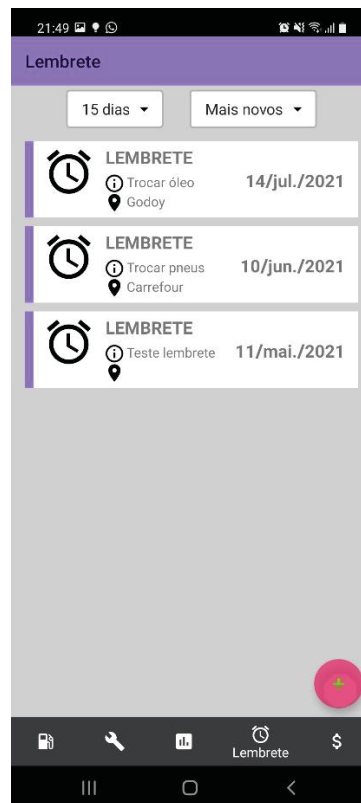 21:49
Lembrete
15 dias
Mais novos
LEMBRETE
Trocar óleo
14/jul./2021
Godoy
LEMBRETE
Trocar pneus
10/jun./2021
Carrefour
LEMBRETE
Teste lembrete
11/mai./2021
Lembrete